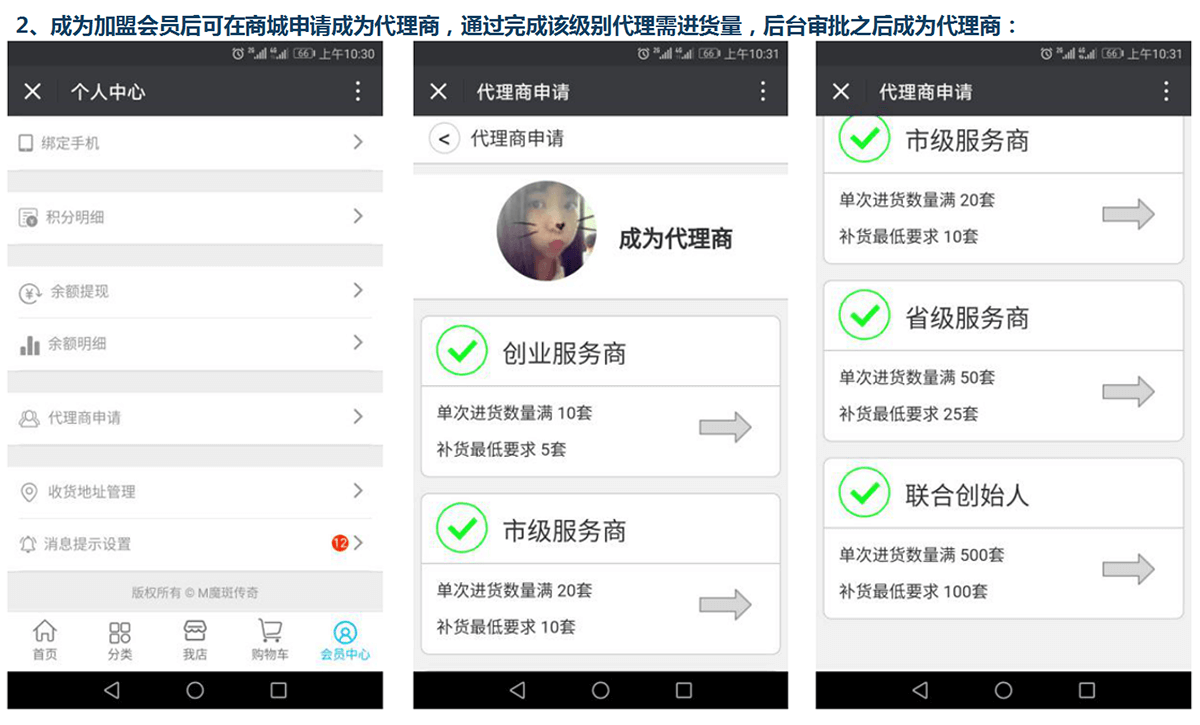 2、成为加盟会员后可在商城申请成为代理商，通过完成该级别代理需进货量，后台审批之后成为代理商：
66 上午10:30
个人中心
绑定手机
积分明细
余额提现
余额明细
代理商申请
收货地址管理
消息提示设置 12
版权所有 © M魔斑传奇
首页 分类 我店 购物车 会员中心
66 上午10:31
代理商申请
< 代理商申请
成为代理商
创业服务商
单次进货数量满 10套
补货最低要求 5套
市级服务商
单次进货数量满 20套
补货最低要求 10套
66 上午10:31
代理商申请
市级服务商
单次进货数量满 20套
补货最低要求 10套
省级服务商
单次进货数量满 50套
补货最低要求 25套
联合创始人
单次进货数量满 500套
补货最低要求 100套